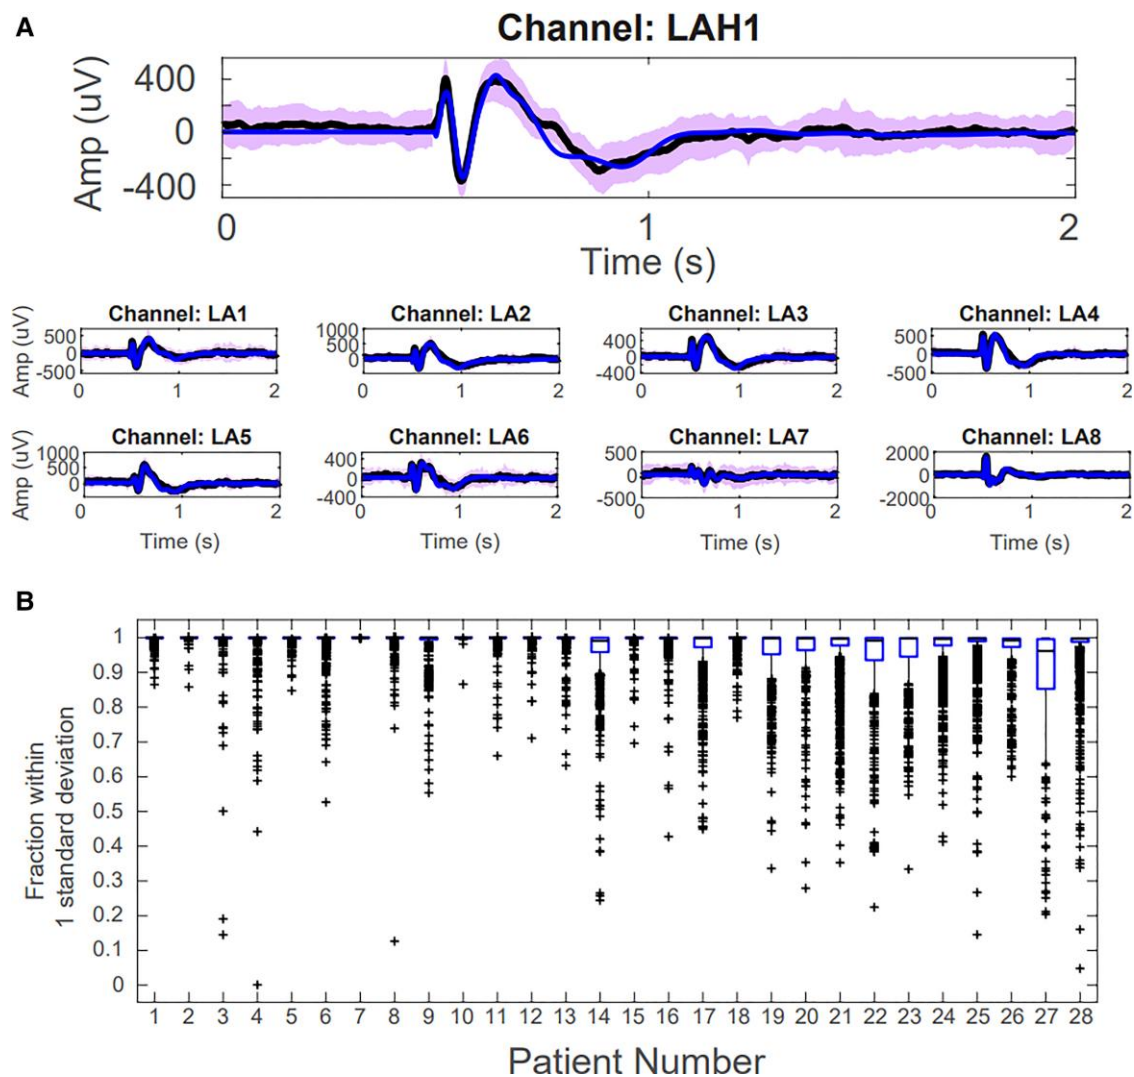 A
Channel: LAH1
Amp (uV)
400
0
-400
0 1 2
Time (s)
Channel: LA1 Channel: LA2 Channel: LA3 Channel: LA4
Amp (uV)
500 1000 400 500
0 500 0 0
-500 0 -400 -500
0 1 2 0 1 2 0 1 2 0 1 2
Channel: LA5 Channel: LA6 Channel: LA7 Channel: LA8
Amp (uV)
1000 400 500 2000
500 0 0 0
0 -400 -500 -2000
0 1 2 0 1 2 0 1 2 0 1 2
Time (s) Time (s) Time (s) Time (s)
B
Fraction within
1 standard deviation
1
0.9
0.8
0.7
0.6
0.5
0.4
0.3
0.2
0.1
0
1 2 3 4 5 6 7 8 9 10 11 12 13 14 15 16 17 18 19 20 21 22 23 24 25 26 27 28
Patient Number